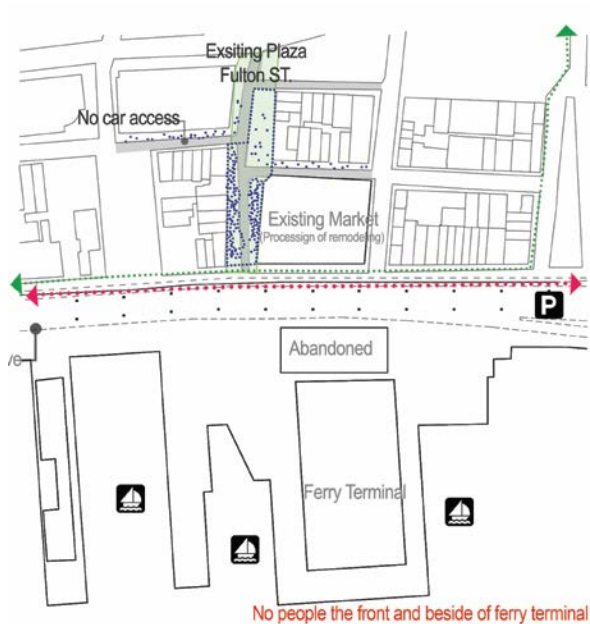 Exsiting Plaza
Fulton ST.
No car access
Existing Market
(Processign of remodeling)
P
Abandoned
ve
Ferry Terminal
No people the front and beside of ferry terminal